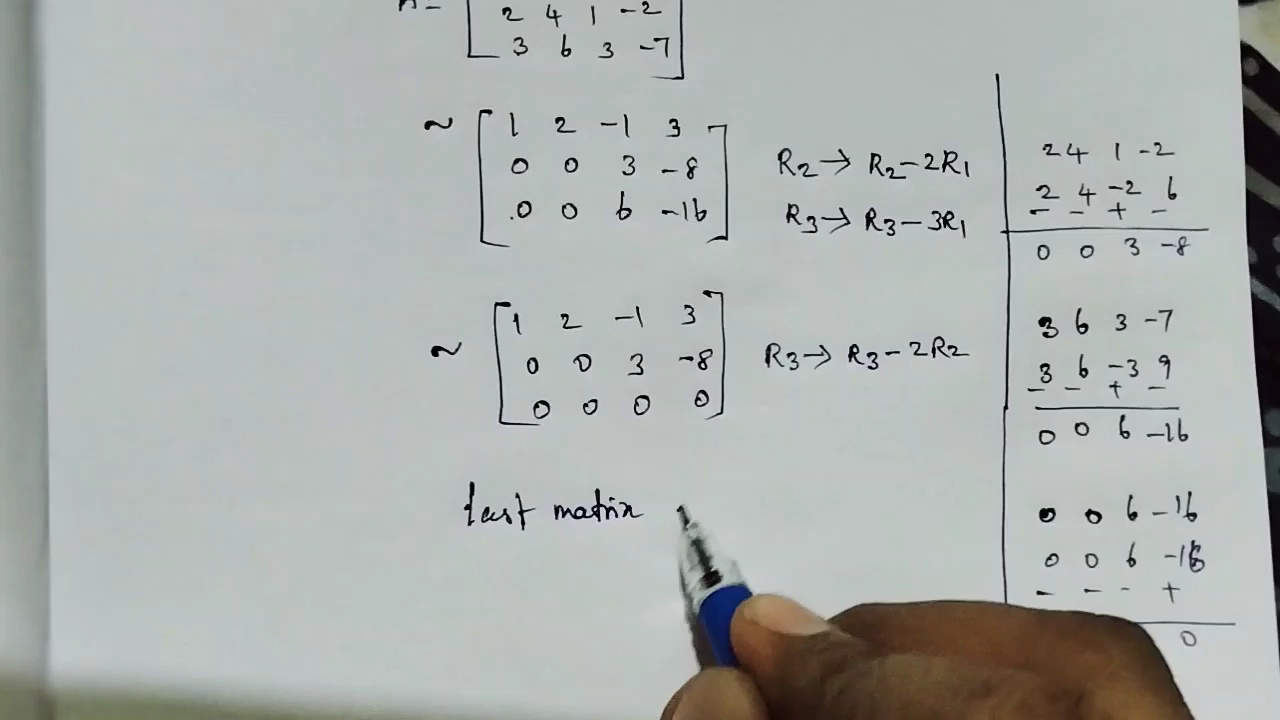 2 4 1 -2
3 6 3 -7
~ 1 2 -1 3
0 0 3 -8
0 0 6 -16
R2 → R2 - 2R1
R3 → R3 - 3R1
~ 1 2 -1 3
0 0 3 -8
0 0 0 0
R3 → R3 - 2R2
last matrix
2 4 1 -2
2 4 -2 6
- - + -
0 0 3 -8
3 6 3 -7
3 6 -3 9
- - + -
0 0 6 -16
0 0 6 -16
0 0 6 -16
- - - +
0